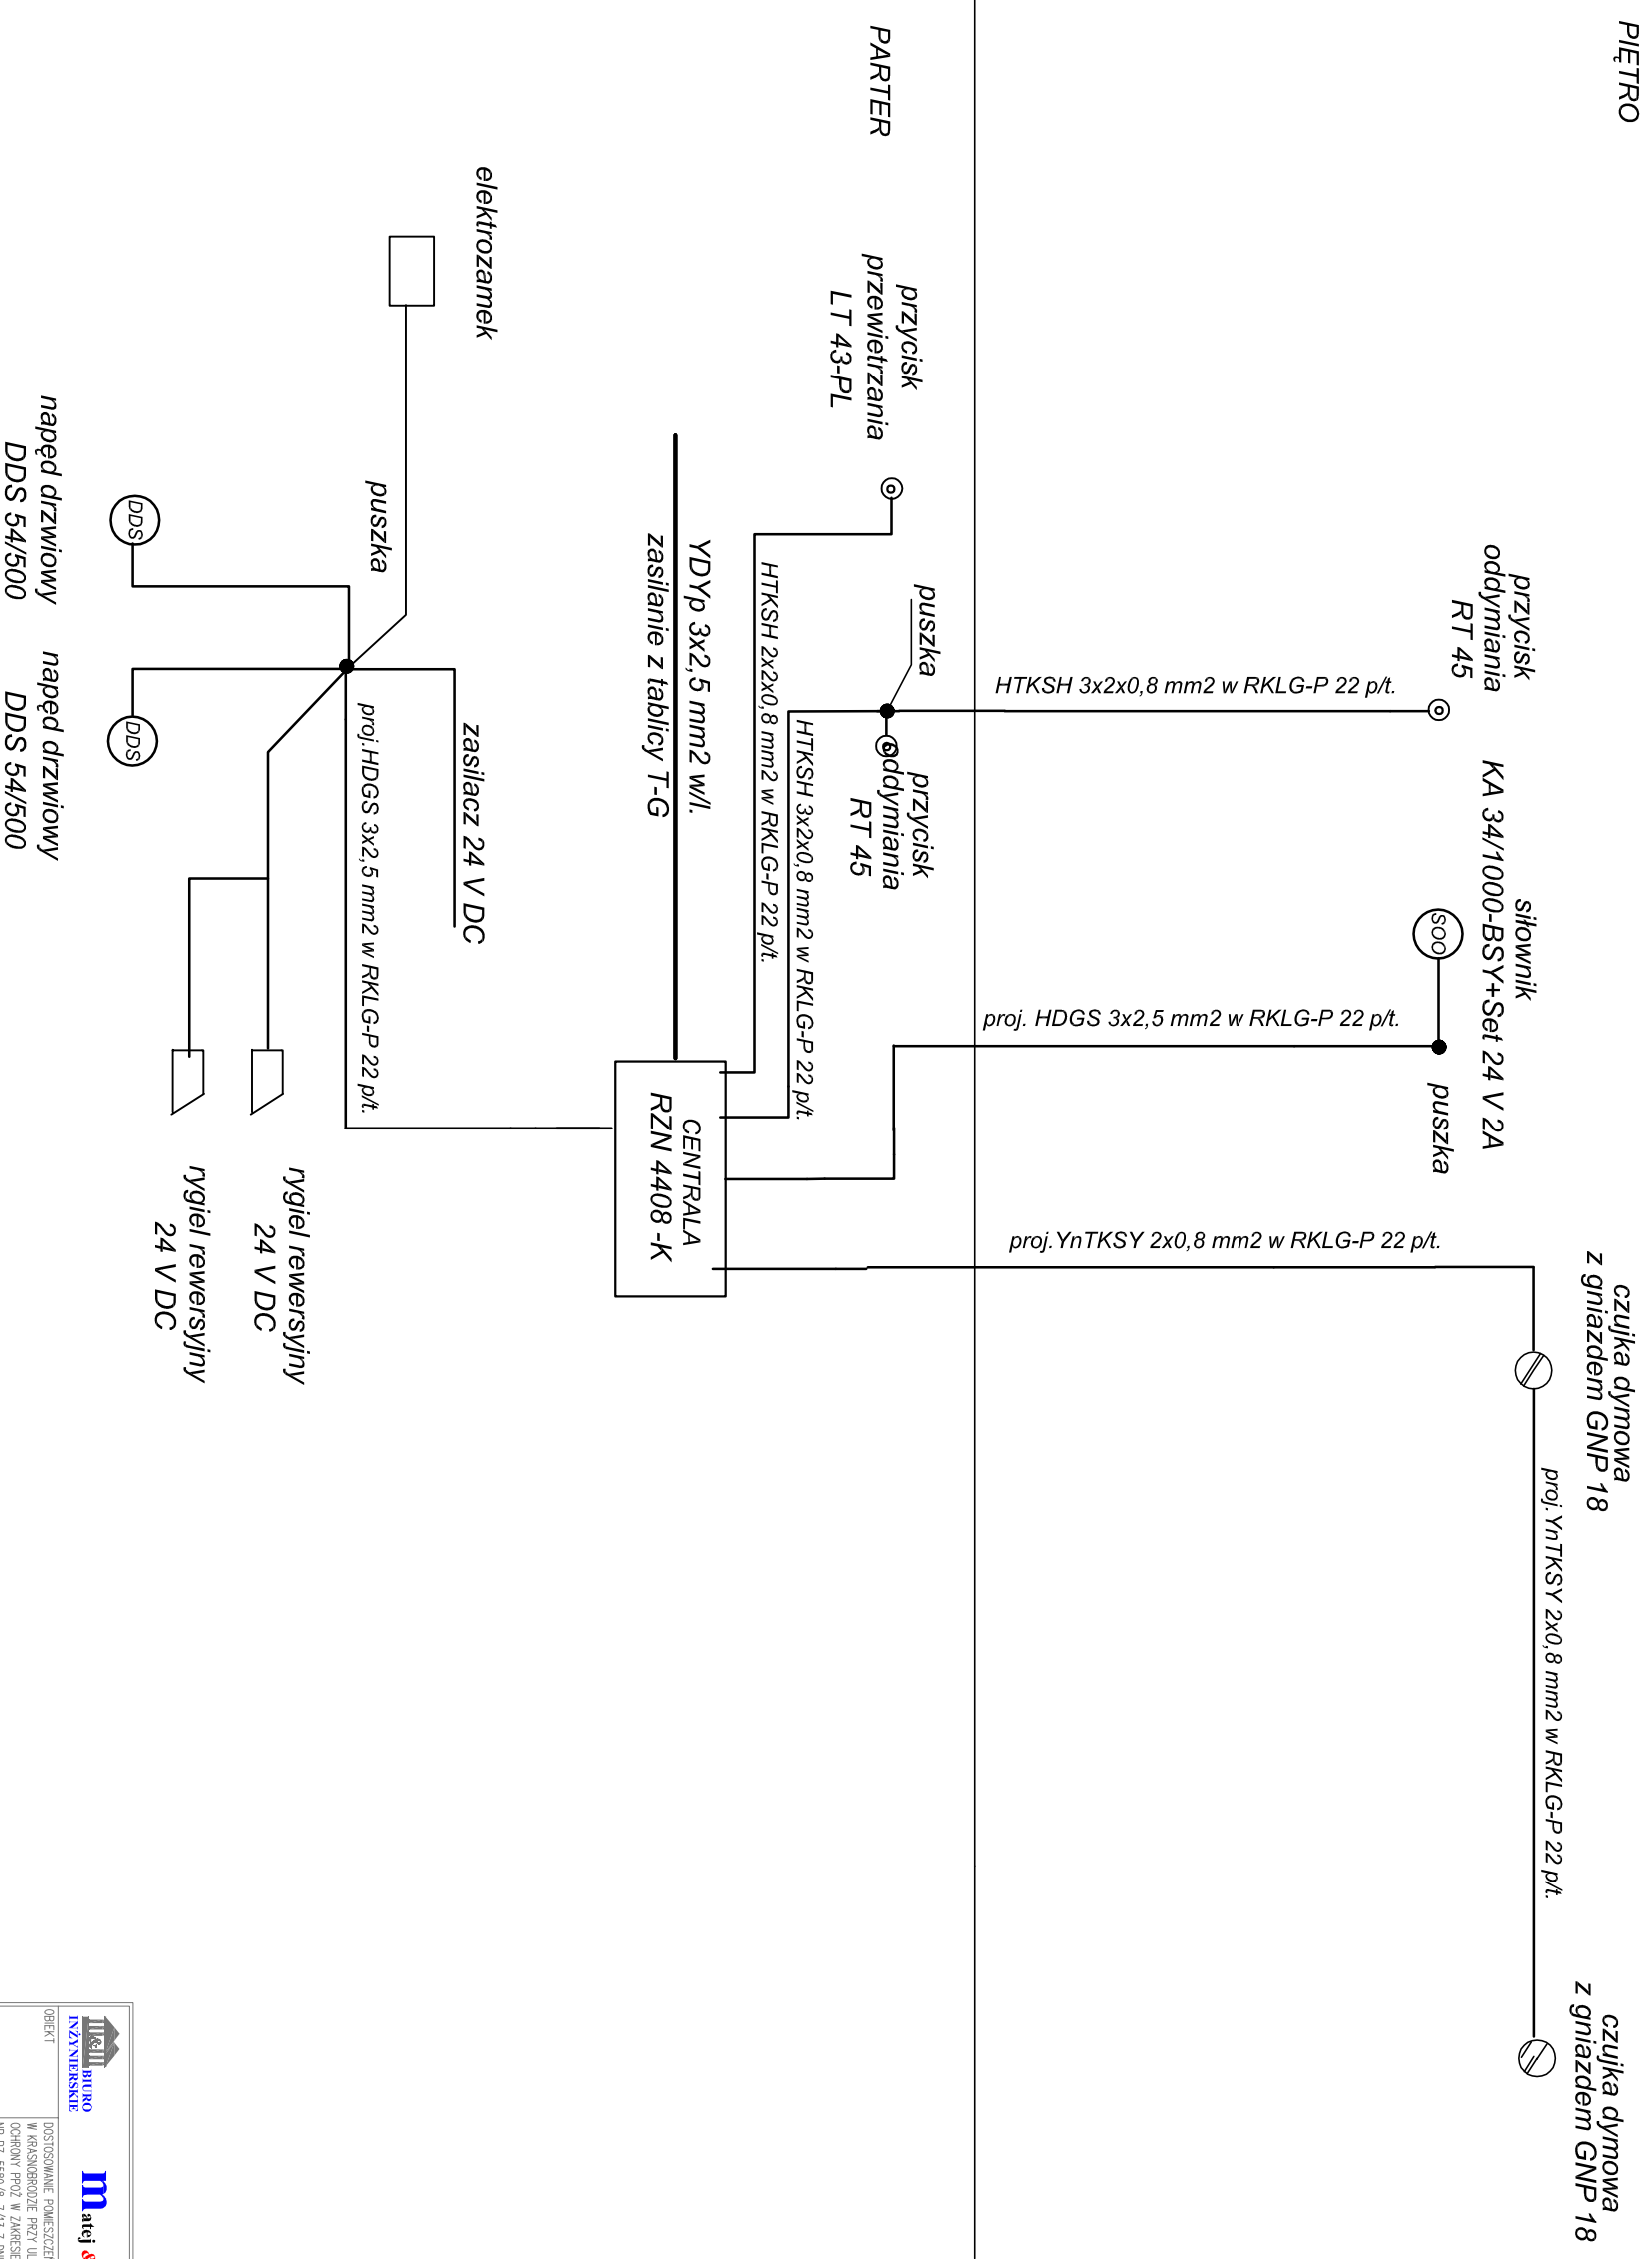 PIĘTRO
czujka dymowa
z gniazdem GNP 18
czujka dymowa
z gniazdem GNP 18
proj.YnTKSY 2x0,8 mm2 w RKLG-P 22 p/t.
przycisk
oddymiania
RT 45
siłownik
KA 34/1000-BSY+Set 24 V 2A
SOO
puszka
HTKSH 3x2x0,8 mm2 w RKLG-P 22 p/t.
proj. HDGS 3x2,5 mm2 w RKLG-P 22 p/t.
proj.YnTKSY 2x0,8 mm2 w RKLG-P 22 p/t.
PARTER
przycisk
przewietrzania
LT 43-PL
puszka
przycisk
oddymiania
RT 45
HTKSH 3x2x0,8 mm2 w RKLG-P 22 p/t.
HTKSH 2x2x0,8 mm2 w RKLG-P 22 p/t.
YDYp 3x2,5 mm2 w/l.
zasilanie z tablicy T-G
CENTRALA
RZN 4408 -K
elektrozamek
zasilacz 24 V DC
puszka
proj.HDGS 3x2,5 mm2 w RKLG-P 22 p/t.
rygiel rewersyjny
24 V DC
rygiel rewersyjny
24 V DC
DDS
DDS
napęd drzwiowy
DDS 54/500
napęd drzwiowy
DDS 54/500
BIURO
INŻYNIERSKIE
matej &
OBIEKT
DOSTOSOWANIE POMIESZCZEŃ
W KRASNOBRODZIE PRZY UL
OCHRONY PPOŻ W ZAKRESIE